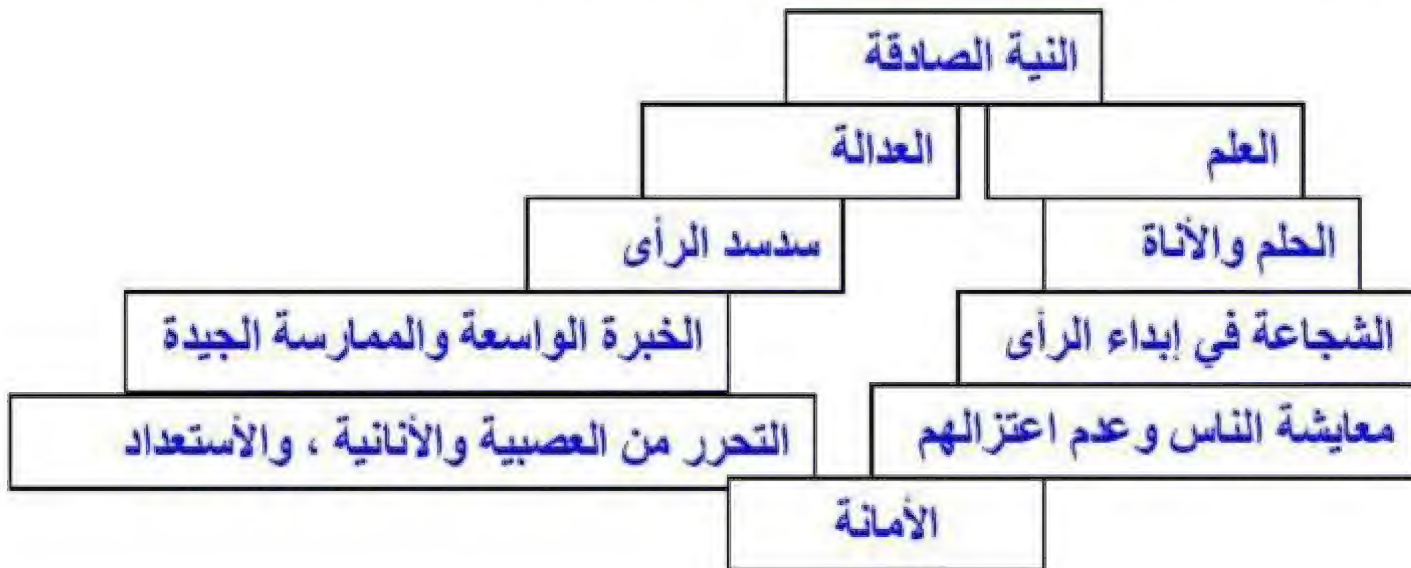 النية الصادقة
العلم
العدالة
الحلم والأناة
سدسد الرأى
الشجاعة في إبداء الرأى
الخبرة الواسعة والممارسة الجيدة
معايشة الناس وعدم اعتزالهم
التحرر من العصبية والأنانية ، والأستعداد
الأمانة